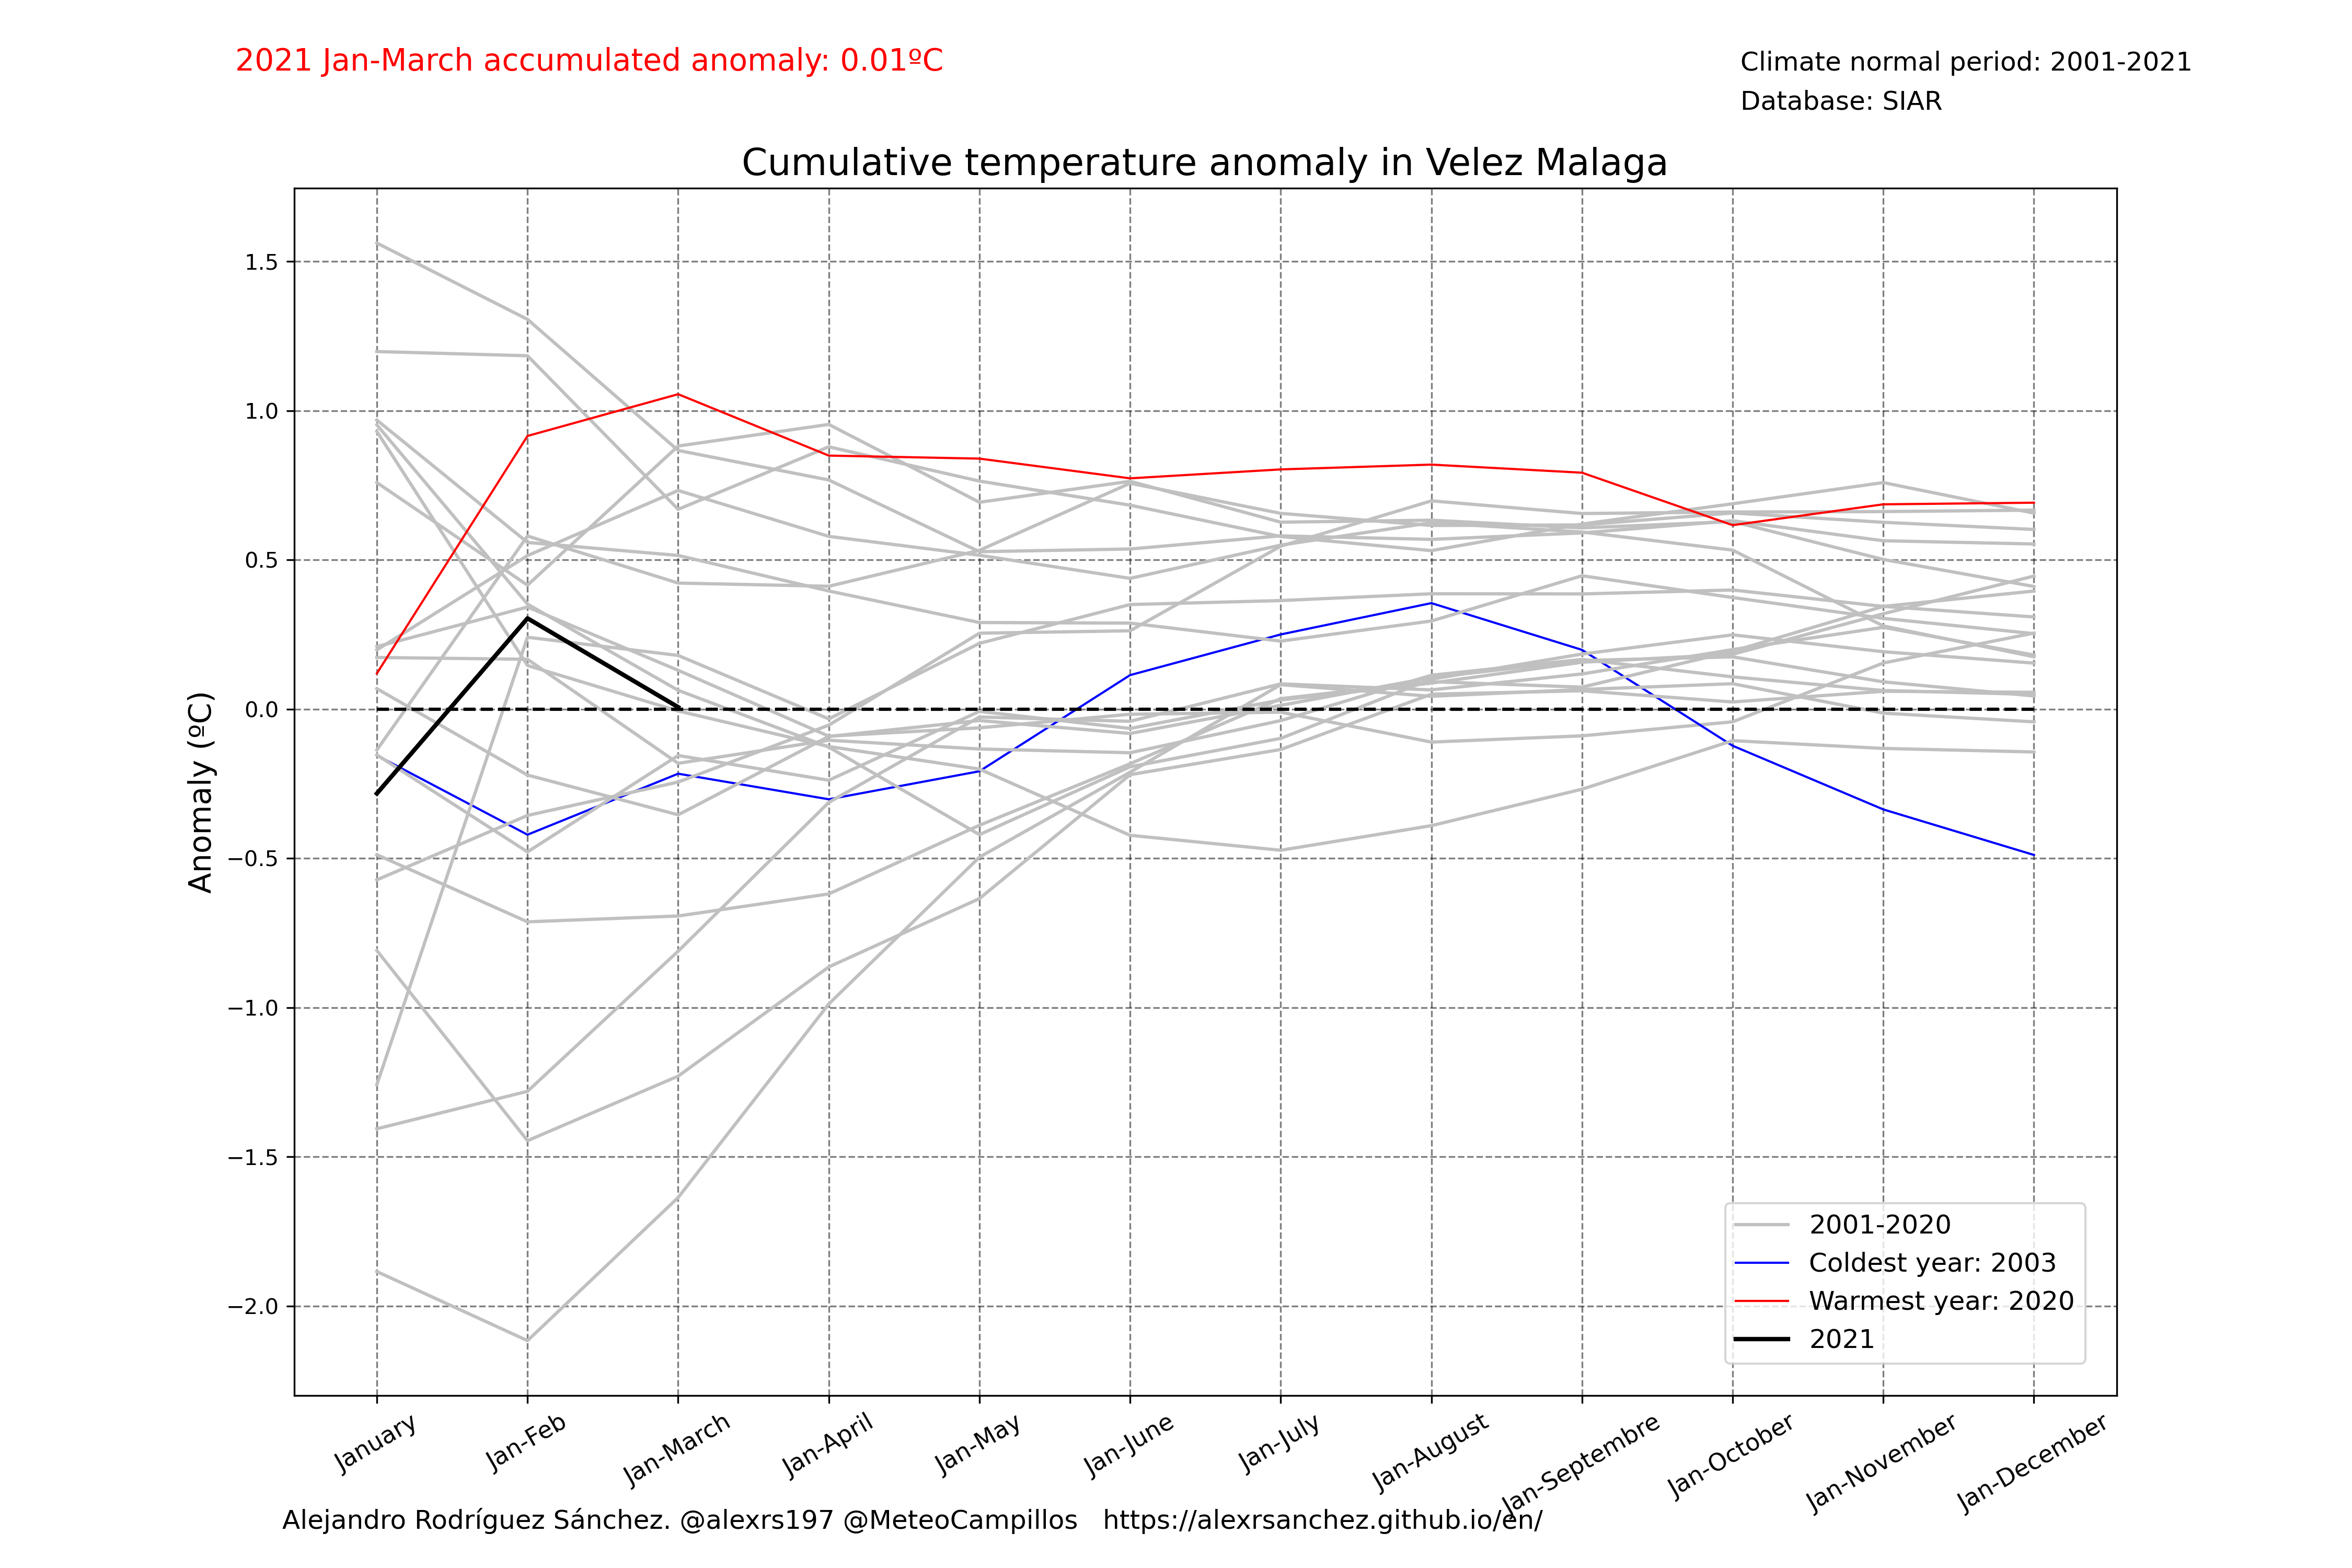 2021 Jan-March accumulated anomaly: 0.01ºC
Climate normal period: 2001-2021
Database: SIAR
Cumulative temperature anomaly in Velez Malaga
Anomaly (ºC)
1.5
1.0
0.5
0.0
−0.5
−1.0
−1.5
−2.0
2001-2020
Coldest year: 2003
Warmest year: 2020
2021
January
Jan-Feb
Jan-March
Jan-April
Jan-May
Jan-June
Jan-July
Jan-August
Jan-Septembre
Jan-October
Jan-November
Jan-December
Alejandro Rodríguez Sánchez. @alexrs197 @MeteoCampillos   https://alexrsanchez.github.io/en/